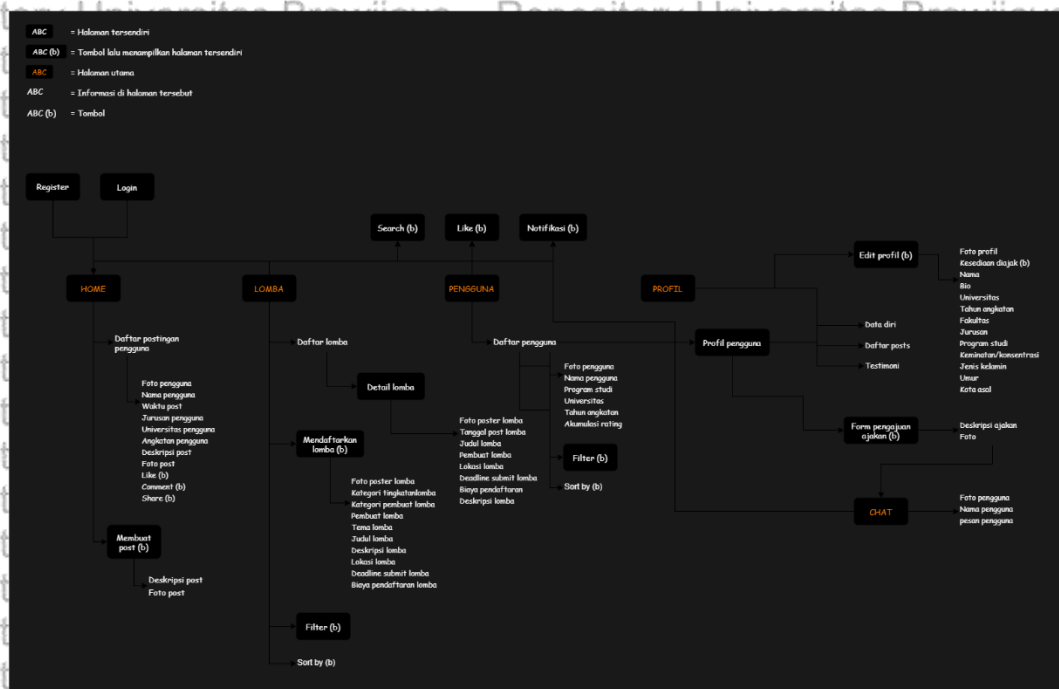 ABC = Halaman tersendiri
ABC (b) = Tombol lalu menampilkan halaman tersendiri
ABC = Halaman utama
ABC = Informasi di halaman tersebut
ABC (b) = Tombol
Register
Login
Search (b)
Like (b)
Notifikasi (b)
HOME
LOMBA
PENGGUNA
PROFIL
Daftar postingan
pengguna
Foto pengguna
Nama pengguna
Waktu post
Jurusan pengguna
Universitas pengguna
Angkatan pengguna
Deskripsi post
Foto post
Like (b)
Comment (b)
Share (b)
Membuat
post (b)
Deskripsi post
Foto post
Daftar lomba
Detail lomba
Foto poster lomba
Tanggal post lomba
Judul lomba
Pembuat lomba
Lokasi lomba
Deadline submit lomba
Biaya pendaftaran
Deskripsi lomba
Mendaftarkan
lomba (b)
Foto poster lomba
Kategori tingkatanlomba
Kategori pembuat lomba
Pembuat lomba
Tema lomba
Judul lomba
Deskripsi lomba
Lokasi lomba
Deadline submit lomba
Biaya pendaftaran lomba
Filter (b)
Sort by (b)
Daftar pengguna
Foto pengguna
Nama pengguna
Program studi
Universitas
Tahun angkatan
Akumulasi rating
Filter (b)
Sort by (b)
Profil pengguna
Edit profil (b)
Foto profil
Kesediaan diajak (b)
Nama
Bio
Universitas
Tahun angkatan
Fakultas
Jurusan
Program studi
Keminatan/konsentrasi
Jenis kelamin
Umur
Kota asal
Data diri
Daftar posts
Testimoni
Form pengajuan
ajakan (b)
Deskripsi ajakan
Foto
CHAT
Foto pengguna
Nama pengguna
pesan pengguna